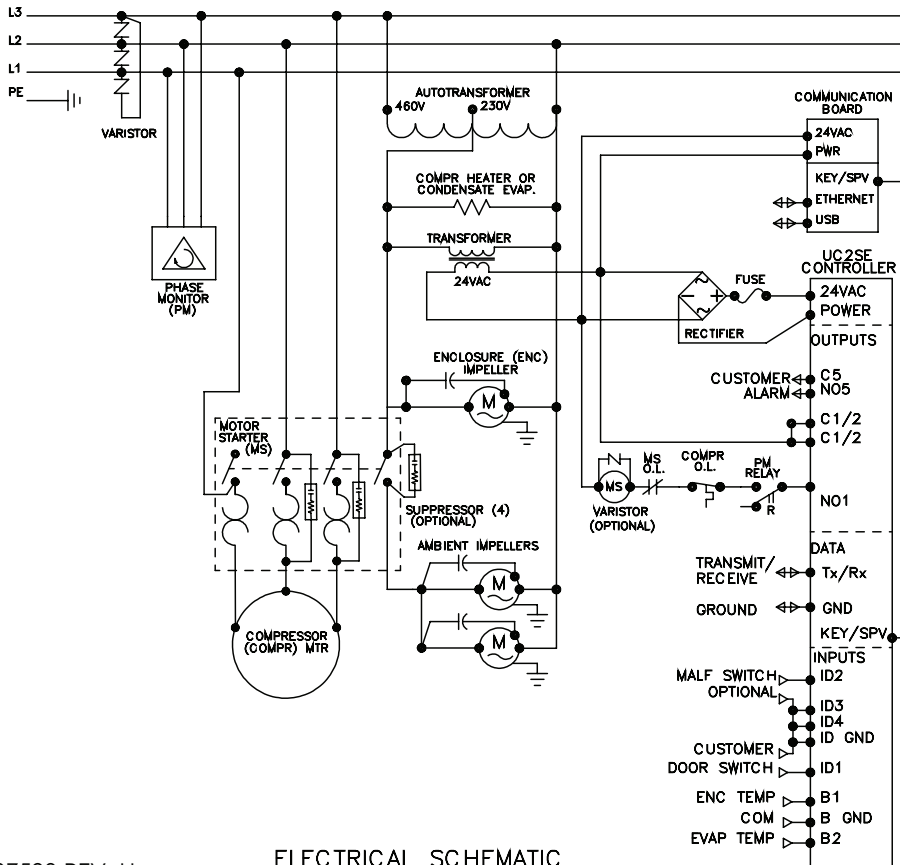 L3
L2
L1
PE
VARISTOR
PHASE
MONITOR
(PM)
AUTOTRANSFORMER
460V
230V
COMPR HEATER OR
CONDENSATE EVAP.
TRANSFORMER
24VAC
RECTIFIER
FUSE
COMMUNICATION
BOARD
24VAC
PWR
KEY/SPV
ETHERNET
USB
UC2SE
CONTROLLER
24VAC
POWER
OUTPUTS
CUSTOMER
ALARM
C5
NO5
C1/2
C1/2
ENCLOSURE (ENC)
IMPELLER
M
MOTOR
STARTER
(MS)
SUPPRESSOR (4)
(OPTIONAL)
MS
VARISTOR
(OPTIONAL)
MS
O.L.
COMPR
O.L.
PM
RELAY
R
NO1
AMBIENT IMPELLERS
M
M
COMPRESSOR
(COMPR) MTR
DATA
TRANSMIT/
RECEIVE
Tx/Rx
GROUND
GND
KEY/SPV
INPUTS
MALF SWITCH
OPTIONAL
ID2
ID3
ID4
ID GND
CUSTOMER
DOOR SWITCH
ID1
ENC TEMP
B1
COM
B GND
EVAP TEMP
B2
ELECTRICAL SCHEMATIC